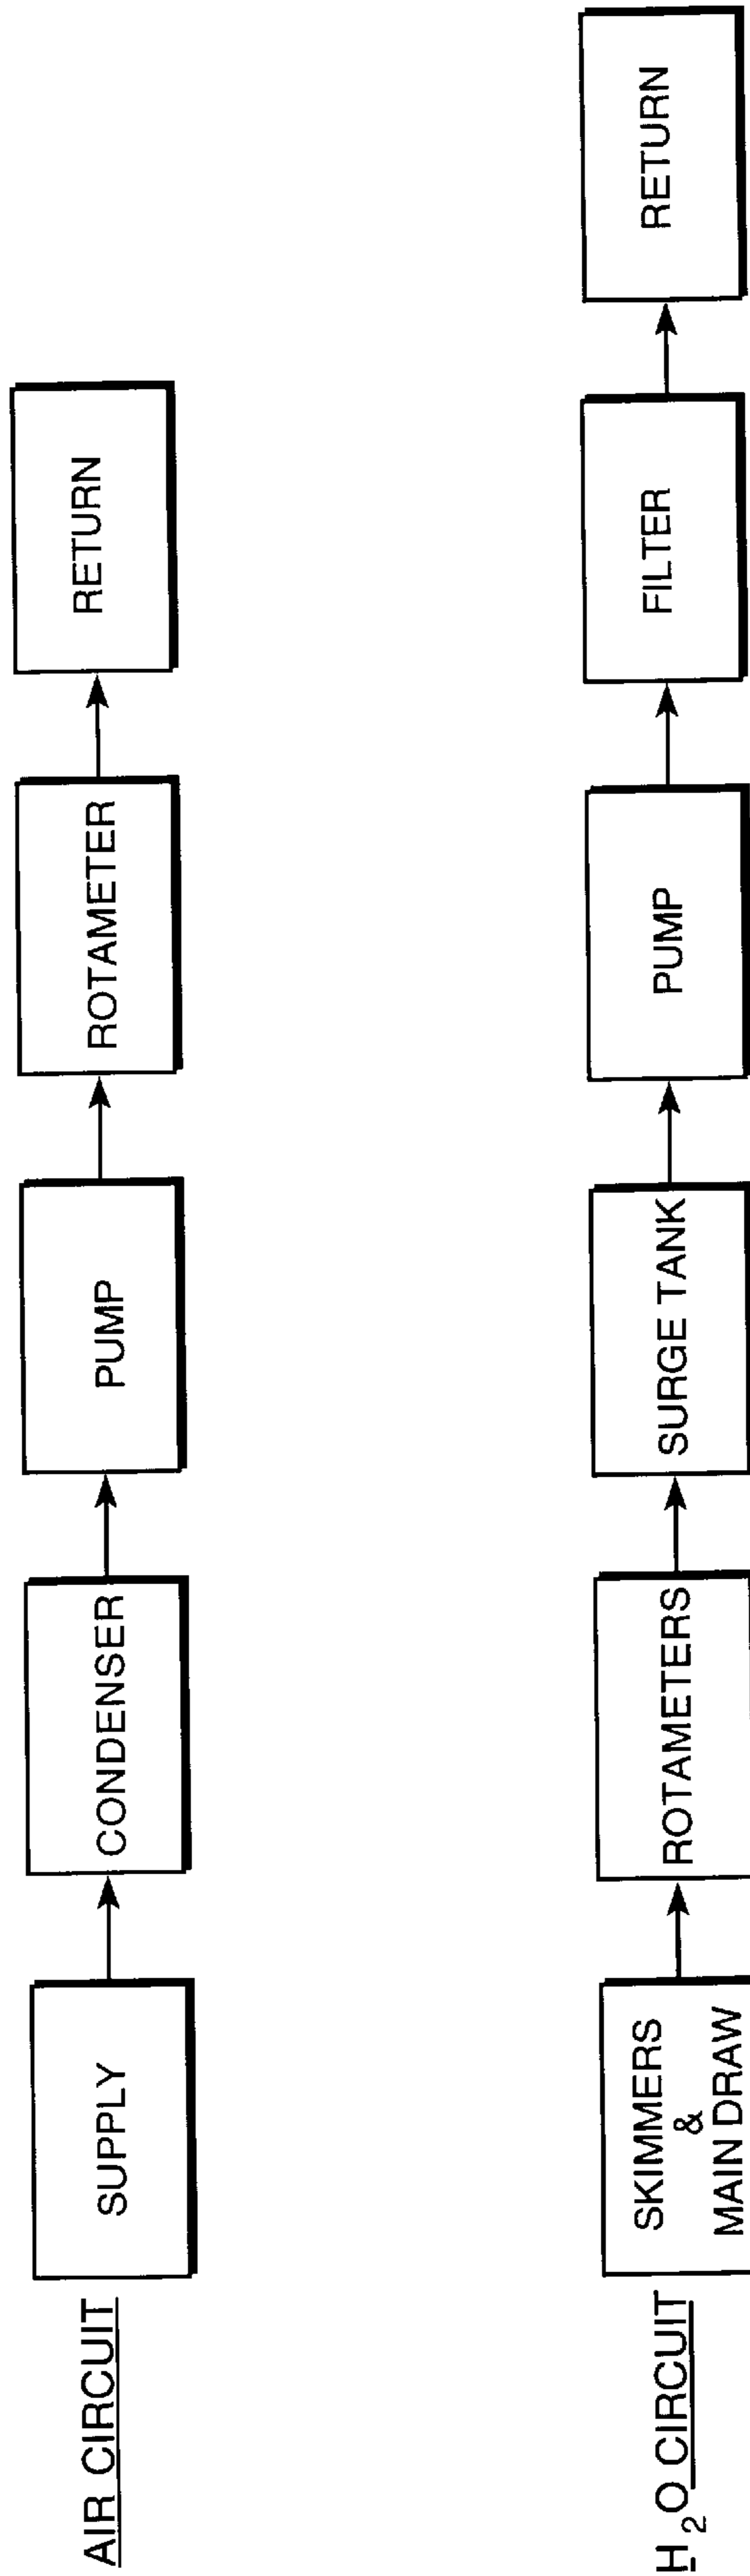 AIR CIRCUIT
SUPPLY
CONDENSER
PUMP
ROTAMETER
RETURN
H2O CIRCUIT
SKIMMERS
&
MAIN DRAW
ROTAMETERS
SURGE TANK
PUMP
FILTER
RETURN